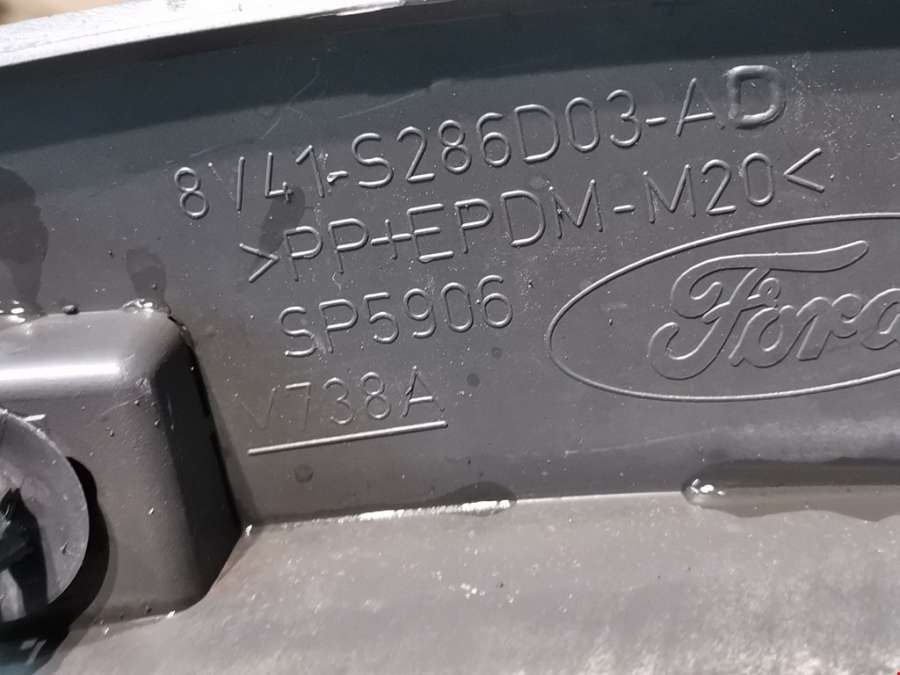 8V41-S286D03-AD
>PP+EPDM-M20<
SP5906
V738A
Ford